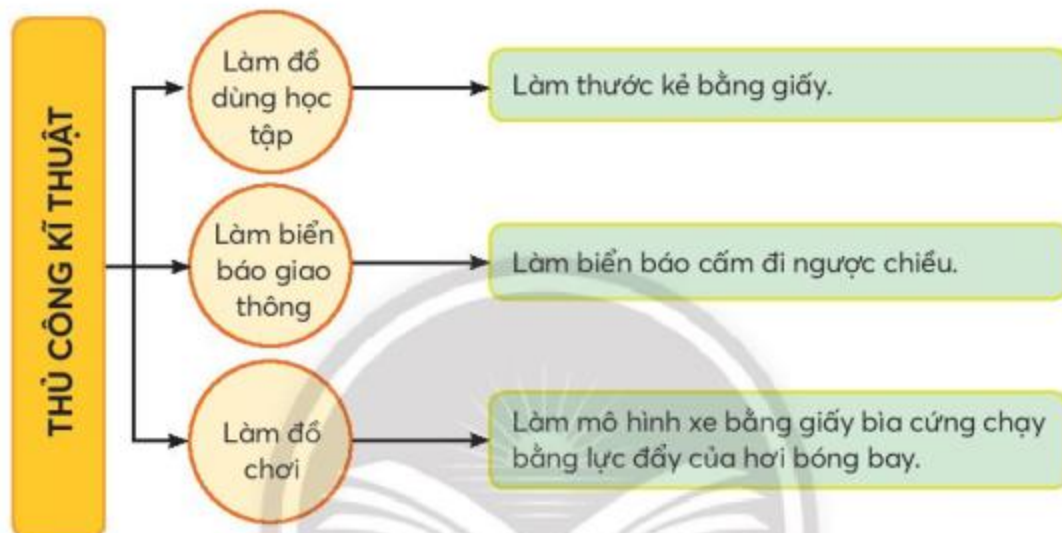 THỦ CÔNG KĨ THUẬT
Làm đồ
dùng học
tập
Làm thước kẻ bằng giấy.
Làm biển
báo giao
thông
Làm biển báo cấm đi ngược chiều.
Làm đồ
chơi
Làm mô hình xe bằng giấy bìa cứng chạy
bằng lực đẩy của hơi bóng bay.